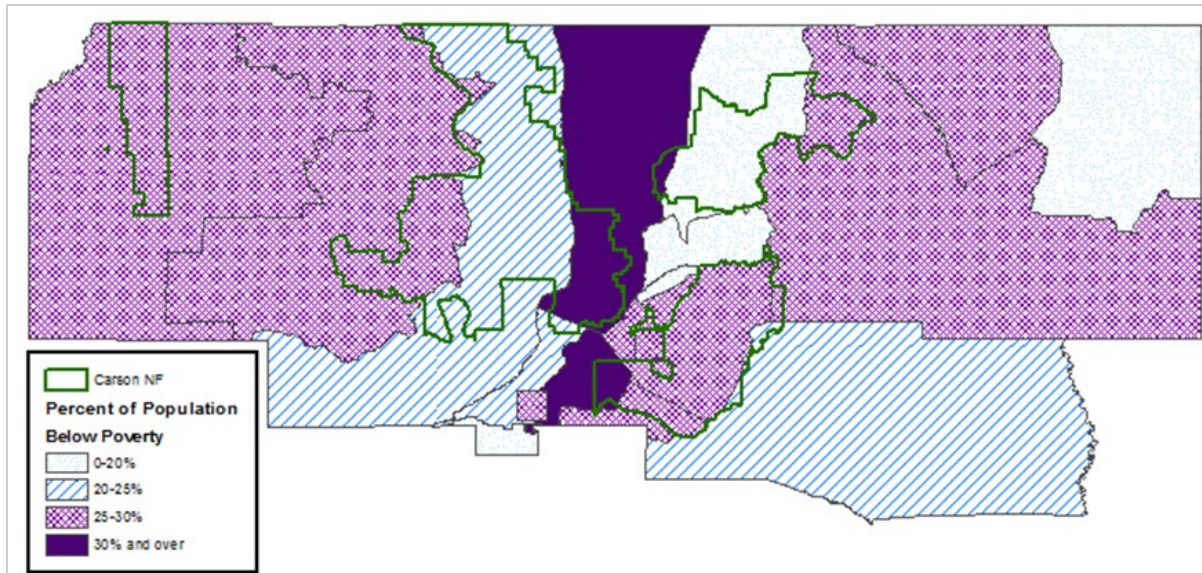 Carson NF
Percent of Population
Below Poverty
0-20%
20-25%
25-30%
30% and over